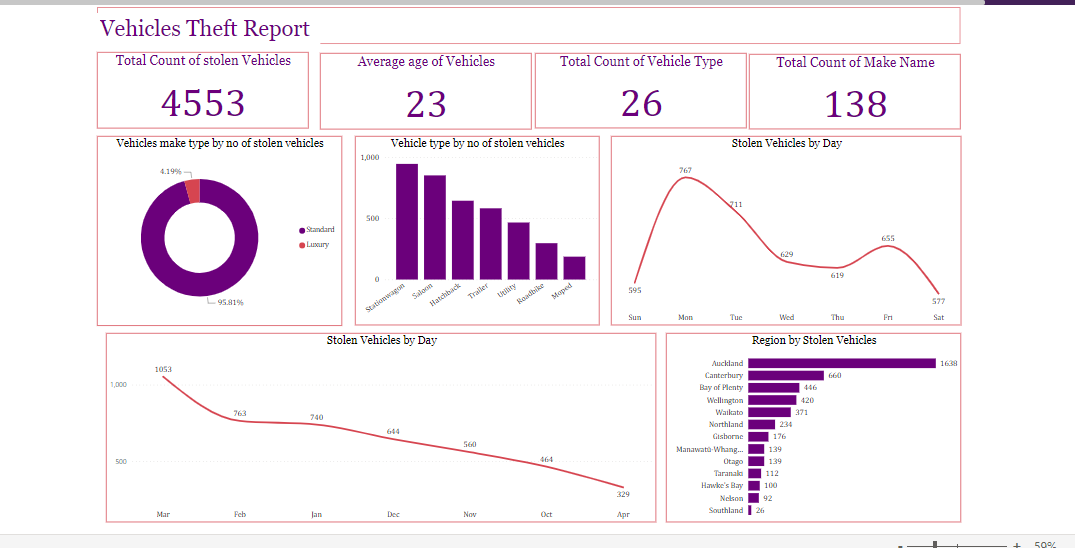 Vehicles Theft Report
Total Count of stolen Vehicles
4553
Average age of Vehicles
23
Total Count of Vehicle Type
26
Total Count of Make Name
138
Vehicles make type by no of stolen vehicles
4.19%
95.81%
Standard
Luxury
Vehicle type by no of stolen vehicles
1,000
500
0
Stationwagon
Saloon
Hatchback
Trailer
Utility
Roadbike
Moped
Stolen Vehicles by Day
595
767
711
629
619
655
577
Sun Mon Tue Wed Thu Fri Sat
Stolen Vehicles by Day
1,000
500
1053
763
740
644
560
464
329
Mar Feb Jan Dec Nov Oct Apr
Region by Stolen Vehicles
Auckland 1638
Canterbury 660
Bay of Plenty 446
Wellington 420
Waikato 371
Northland 234
Gisborne 176
Manawatū-Whang... 139
Otago 139
Taranaki 112
Hawke's Bay 100
Nelson 92
Southland 26
- + 59%